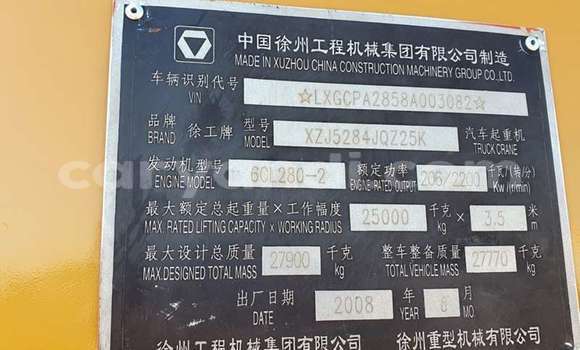 中国徐州工程机械集团有限公司制造
MADE IN XUZHOU CHINA CONSTRUCTION MACHINERY GROUP CO.,LTD.
车辆识别代号 ☆LXGCPA2858A003082☆
VIN
品牌 徐工牌 型号 XZJ5284JQZ25K 汽车起重机
BRAND MODEL TRUCK CRANE
发动机型号 6CL280-2 额定功率 206/2200 千瓦/(转/分)
ENGINE MODEL ENGINE RATED OUTPUT Kw/(r/min)
最大额定总起重量×工作幅度 25000 千克 × 3.5 米
MAX. RATED LIFTING CAPACITY × WORKING RADIUS kg m
最大设计总质量 27900 千克 整车整备质量 27770 千克
MAX.DESIGNED TOTAL MASS kg TOTAL VEHICLE MASS kg
出厂日期 2008 年 8 月
DATE YEAR MO.
徐州工程机械集团有限公司 徐州重型机械有限公司